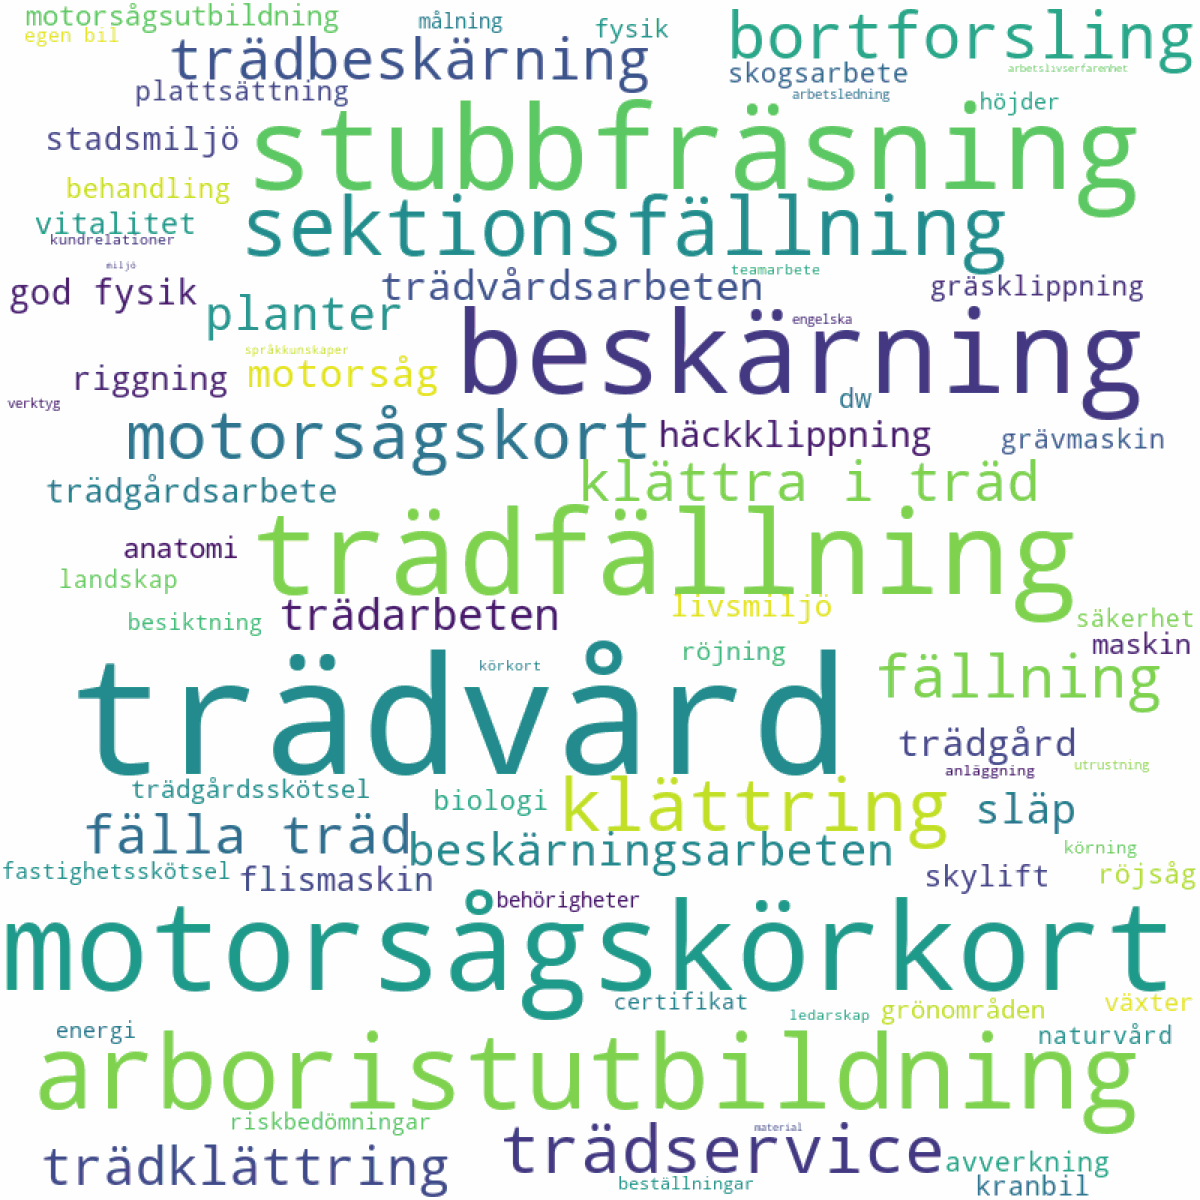 motorsågsutbildning
målning
fysik
bortforsling
egen bil
trädbeskärning
skogsarbete
arbetslivserfarenhet
plattsättning
arbetsledning
höjder
stubbfräsning
stadsmiljö
behandling
vitalitet
sektionsfällning
kundrelationer
miljö
teamarbete
god fysik
trädvårdsarbeten
gräsklippning
planter
beskärning
engelska
språkkunskaper
riggning
motorsåg
verktyg
dw
motorsågskort
häckklippning
grävmaskin
trädgårdsarbete
klättra i träd
trädfällning
anatomi
landskap
trädarbeten
livsmiljö
besiktning
säkerhet
maskin
röjning
körkort
trädvård
fällning
trädgård
anläggning
utrustning
trädgårdsskötsel
biologi
klättring
släp
fälla träd
beskärningsarbeten
körning
fastighetsskötsel
flismaskin
skylift
röjsåg
behörigheter
motorsågskörkort
certifikat
grönområden
växter
ledarskap
energi
naturvård
arboristutbildning
riskbedömningar
material
trädservice
trädklättring
avverkning
beställningar
kranbil